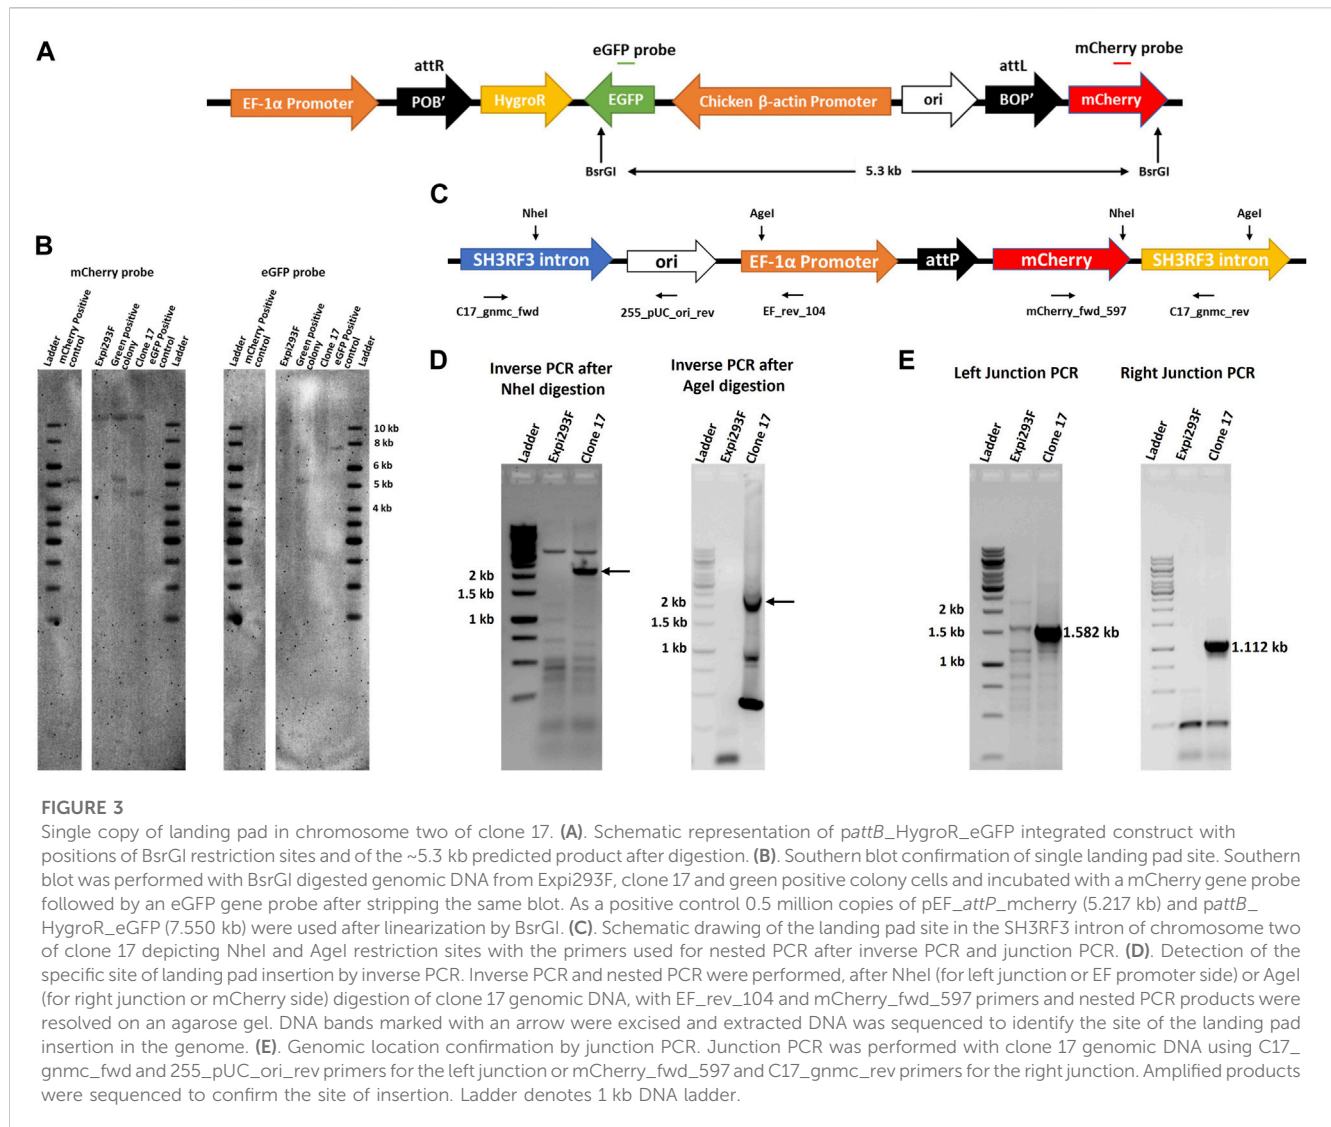 A
eGFP probe
mCherry probe
attR
attL
EF-1α Promoter
POB'
HygroR
EGFP
Chicken β-actin Promoter
ori
BOP'
mCherry
BsrGI
5.3 kb
BsrGI
C
NheI
AgeI
NheI
AgeI
SH3RF3 intron
ori
EF-1α Promoter
attP
mCherry
SH3RF3 intron
C17_gnmc_fwd
255_pUC_ori_rev
EF_rev_104
mCherry_fwd_597
C17_gnmc_rev
B
mCherry probe
eGFP probe
Ladder
mCherry Positive
control
Expi293F
Green positive
colony
Clone 17
eGFP Positive
control
Ladder
Ladder
mCherry Positive
control
Expi293F
Green positive
colony
Clone 17
eGFP Positive
control
Ladder
10 kb
8 kb
6 kb
5 kb
4 kb
D
Inverse PCR after
NheI digestion
Inverse PCR after
AgeI digestion
Ladder
Expi293F
Clone 17
Ladder
Expi293F
Clone 17
2 kb
1.5 kb
1 kb
2 kb
1.5 kb
1 kb
E
Left Junction PCR
Right Junction PCR
Ladder
Expi293F
Clone 17
Ladder
Expi293F
Clone 17
2 kb
1.5 kb
1 kb
1.582 kb
1.112 kb
FIGURE 3
Single copy of landing pad in chromosome two of clone 17. (A). Schematic representation of pattB_HygroR_eGFP integrated construct with
positions of BsrGI restriction sites and of the ~5.3 kb predicted product after digestion. (B). Southern blot confirmation of single landing pad site. Southern
blot was performed with BsrGI digested genomic DNA from Expi293F, clone 17 and green positive colony cells and incubated with a mCherry gene probe
followed by an eGFP gene probe after stripping the same blot. As a positive control 0.5 million copies of pEF_attP_mcherry (5.217 kb) and pattB_
HygroR_eGFP (7.550 kb) were used after linearization by BsrGI. (C). Schematic drawing of the landing pad site in the SH3RF3 intron of chromosome two
of clone 17 depicting NheI and AgeI restriction sites with the primers used for nested PCR after inverse PCR and junction PCR. (D). Detection of the
specific site of landing pad insertion by inverse PCR. Inverse PCR and nested PCR were performed, after NheI (for left junction or EF promoter side) or AgeI
(for right junction or mCherry side) digestion of clone 17 genomic DNA, with EF_rev_104 and mCherry_fwd_597 primers and nested PCR products were
resolved on an agarose gel. DNA bands marked with an arrow were excised and extracted DNA was sequenced to identify the site of the landing pad
insertion in the genome. (E). Genomic location confirmation by junction PCR. Junction PCR was performed with clone 17 genomic DNA using C17_
gnmc_fwd and 255_pUC_ori_rev primers for the left junction or mCherry_fwd_597 and C17_gnmc_rev primers for the right junction. Amplified products
were sequenced to confirm the site of insertion. Ladder denotes 1 kb DNA ladder.